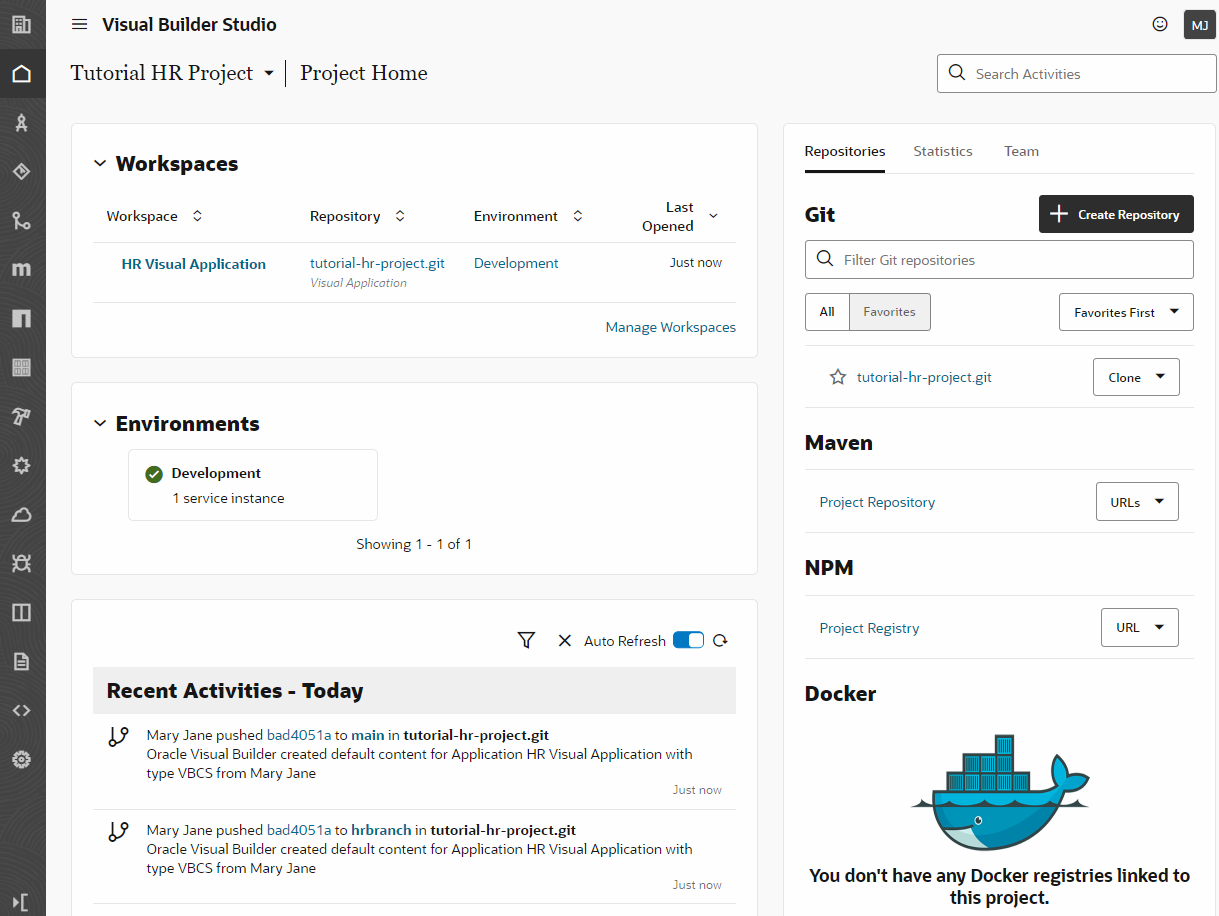 Visual Builder Studio
MJ
Tutorial HR Project
Project Home
Search Activities
Workspaces
Workspace
Repository
Environment
Last
Opened
HR Visual Application
tutorial-hr-project.git
Visual Application
Development
Just now
Manage Workspaces
Environments
Development
1 service instance
Showing 1 - 1 of 1
Auto Refresh
Recent Activities - Today
Mary Jane pushed bad4051a to main in tutorial-hr-project.git
Oracle Visual Builder created default content for Application HR Visual Application with
type VBCS from Mary Jane
Just now
Mary Jane pushed bad4051a to hrbranch in tutorial-hr-project.git
Oracle Visual Builder created default content for Application HR Visual Application with
type VBCS from Mary Jane
Just now
Repositories
Statistics
Team
Git
Create Repository
Filter Git repositories
All
Favorites
Favorites First
tutorial-hr-project.git
Clone
Maven
Project Repository
URLs
NPM
Project Registry
URL
Docker
You don't have any Docker registries linked to
this project.